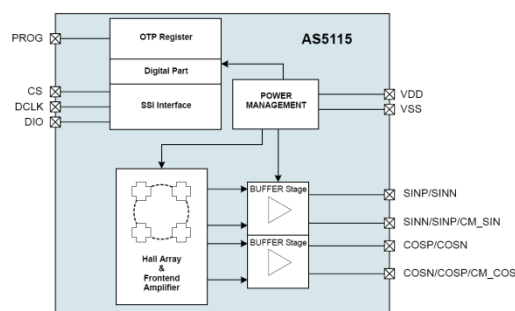 AS5115
PROG
OTP Register
Digital Part
CS
DCLK
DIO
SSI Interface
POWER
MANAGEMENT
VDD
VSS
Hall Array
&
Frontend
Amplifier
BUFFER Stage
BUFFER Stage
SINP/SINN
SINN/SINP/CM_SIN
COSP/COSN
COSN/COSP/CM_COS